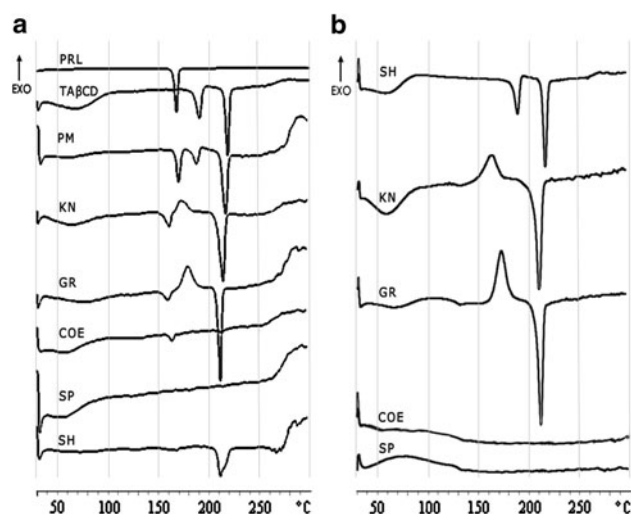 a
EXO
PRL
TAβCD
PM
KN
GR
COE
SP
SH
50 100 150 200 250 °C
b
EXO
SH
KN
GR
COE
SP
50 100 150 200 250 °C